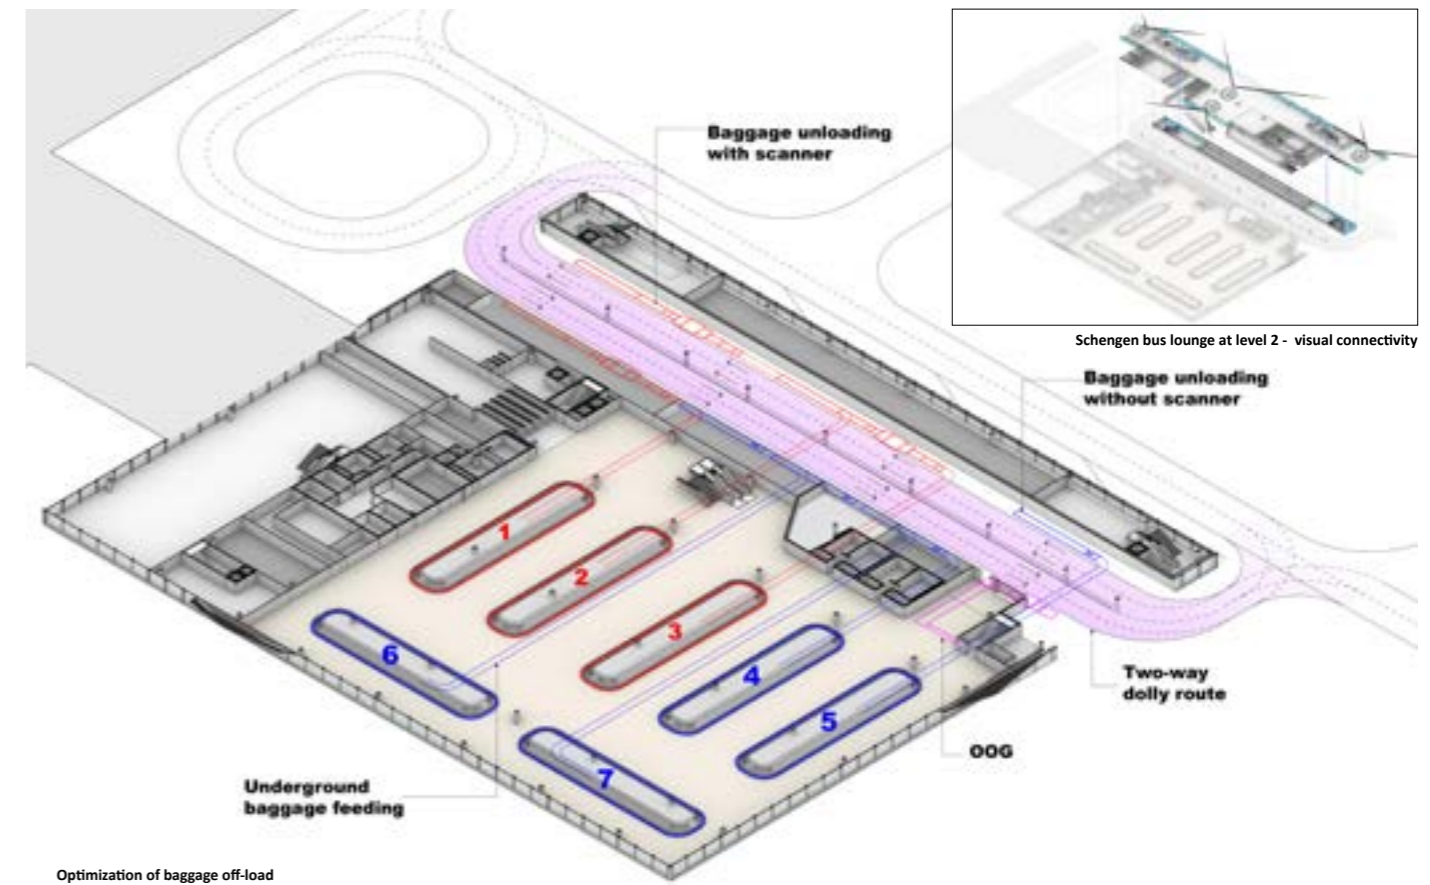 Baggage unloading
with scanner
Schengen bus lounge at level 2 - visual connectivity
Baggage unloading
without scanner
1
2
3
4
5
6
7
Two-way
dolly route
OOG
Underground
baggage feeding
Optimization of baggage off-load